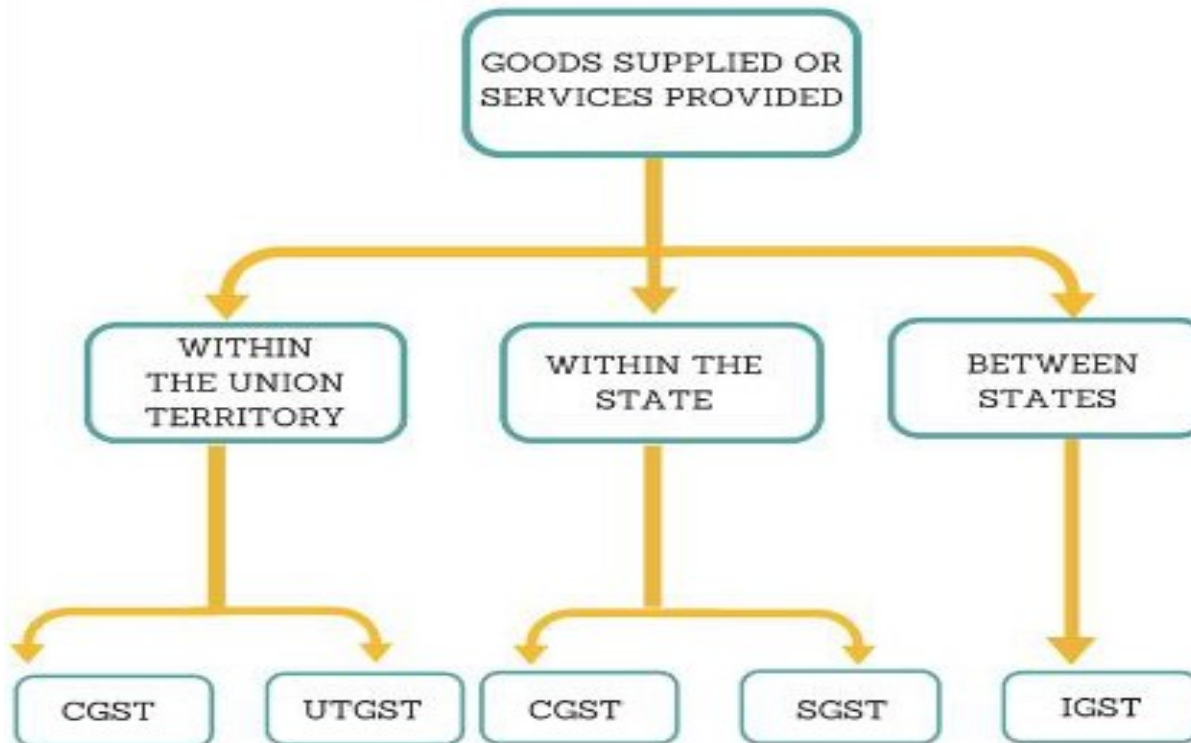 GOODS SUPPLIED OR
SERVICES PROVIDED
WITHIN
THE UNION
TERRITORY
WITHIN THE
STATE
BETWEEN
STATES
CGST
UTGST
CGST
SGST
IGST